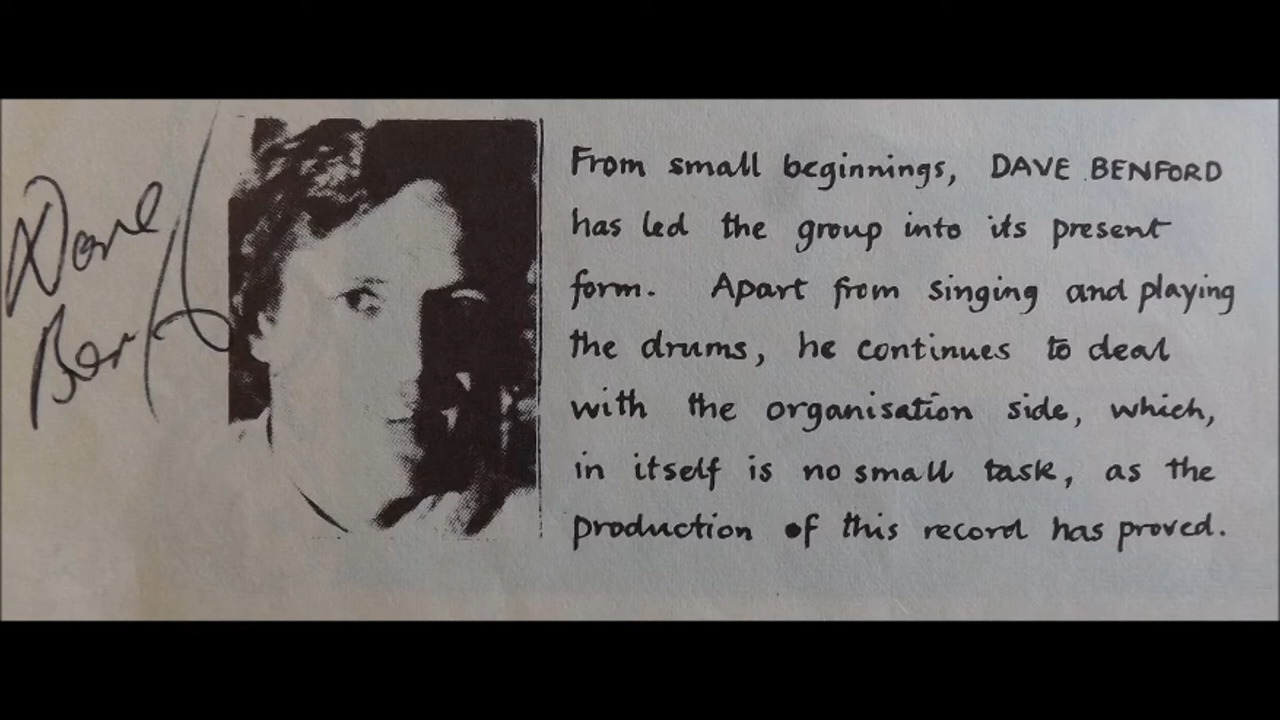 Dave
Benf
From small beginnings, DAVE BENFORD
has led the group into its present
form. Apart from singing and playing
the drums, he continues to deal
with the organisation side, which,
in itself is no small task, as the
production of this record has proved.